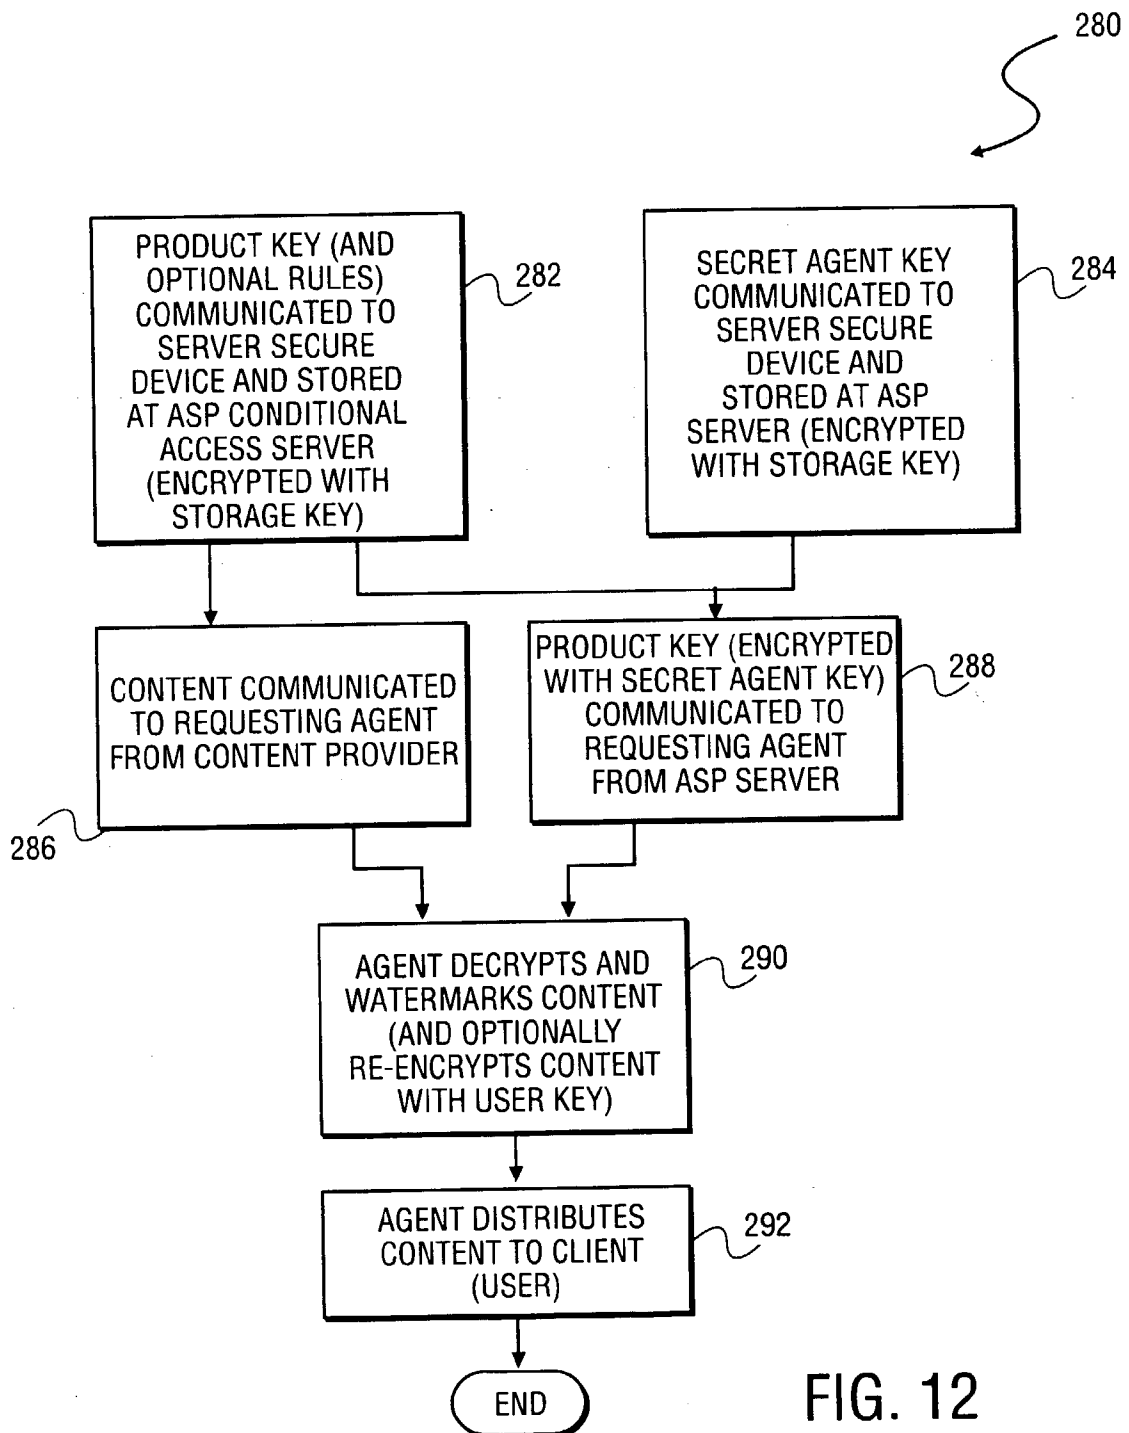 280
PRODUCT KEY (AND
OPTIONAL RULES)
COMMUNICATED TO
SERVER SECURE
DEVICE AND STORED
AT ASP CONDITIONAL
ACCESS SERVER
(ENCRYPTED WITH
STORAGE KEY)
282
SECRET AGENT KEY
COMMUNICATED TO
SERVER SECURE
DEVICE AND
STORED AT ASP
SERVER (ENCRYPTED
WITH STORAGE KEY)
284
CONTENT COMMUNICATED
TO REQUESTING AGENT
FROM CONTENT PROVIDER
286
PRODUCT KEY (ENCRYPTED
WITH SECRET AGENT KEY)
COMMUNICATED TO
REQUESTING AGENT
FROM ASP SERVER
288
AGENT DECRYPTS AND
WATERMARKS CONTENT
(AND OPTIONALLY
RE-ENCRYPTS CONTENT
WITH USER KEY)
290
AGENT DISTRIBUTES
CONTENT TO CLIENT
(USER)
292
END
FIG. 12